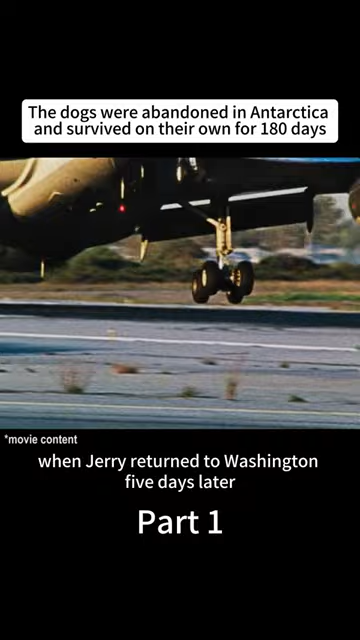 The dogs were abandoned in Antarctica
and survived on their own for 180 days
*movie content
when Jerry returned to Washington
five days later
Part 1